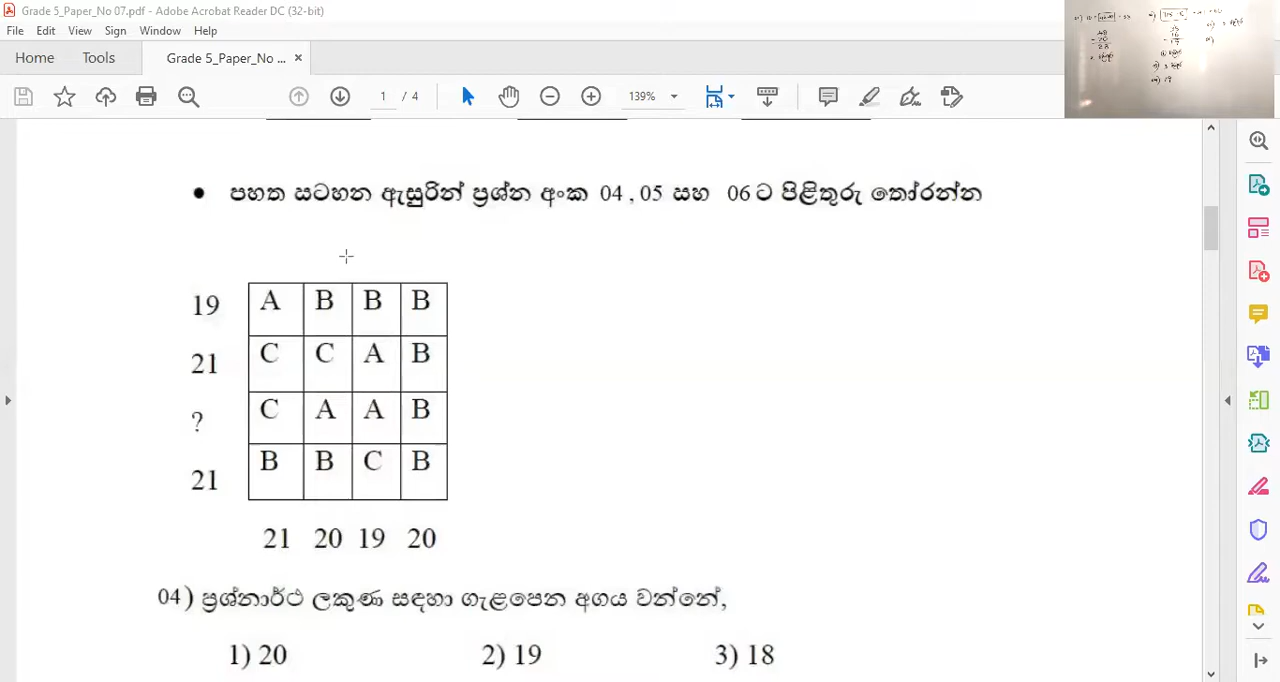 Grade 5_Paper_No 07.pdf - Adobe Acrobat Reader DC (32-bit)
File Edit View Sign Window Help
Home Tools Grade 5_Paper_No ... ×
1 / 4 139%
● පහත සටහන ඇසුරින් ප්‍රශ්න අංක 04 , 05 සහ 06 ට පිළිතුරු තෝරන්න
19 A B B B
21 C C A B
? C A A B
21 B B C B
21 20 19 20
04) ප්‍රශ්නාර්ථ ලකුණ සඳහා ගැළපෙන අගය වන්නේ,
1) 20 2) 19 3) 18